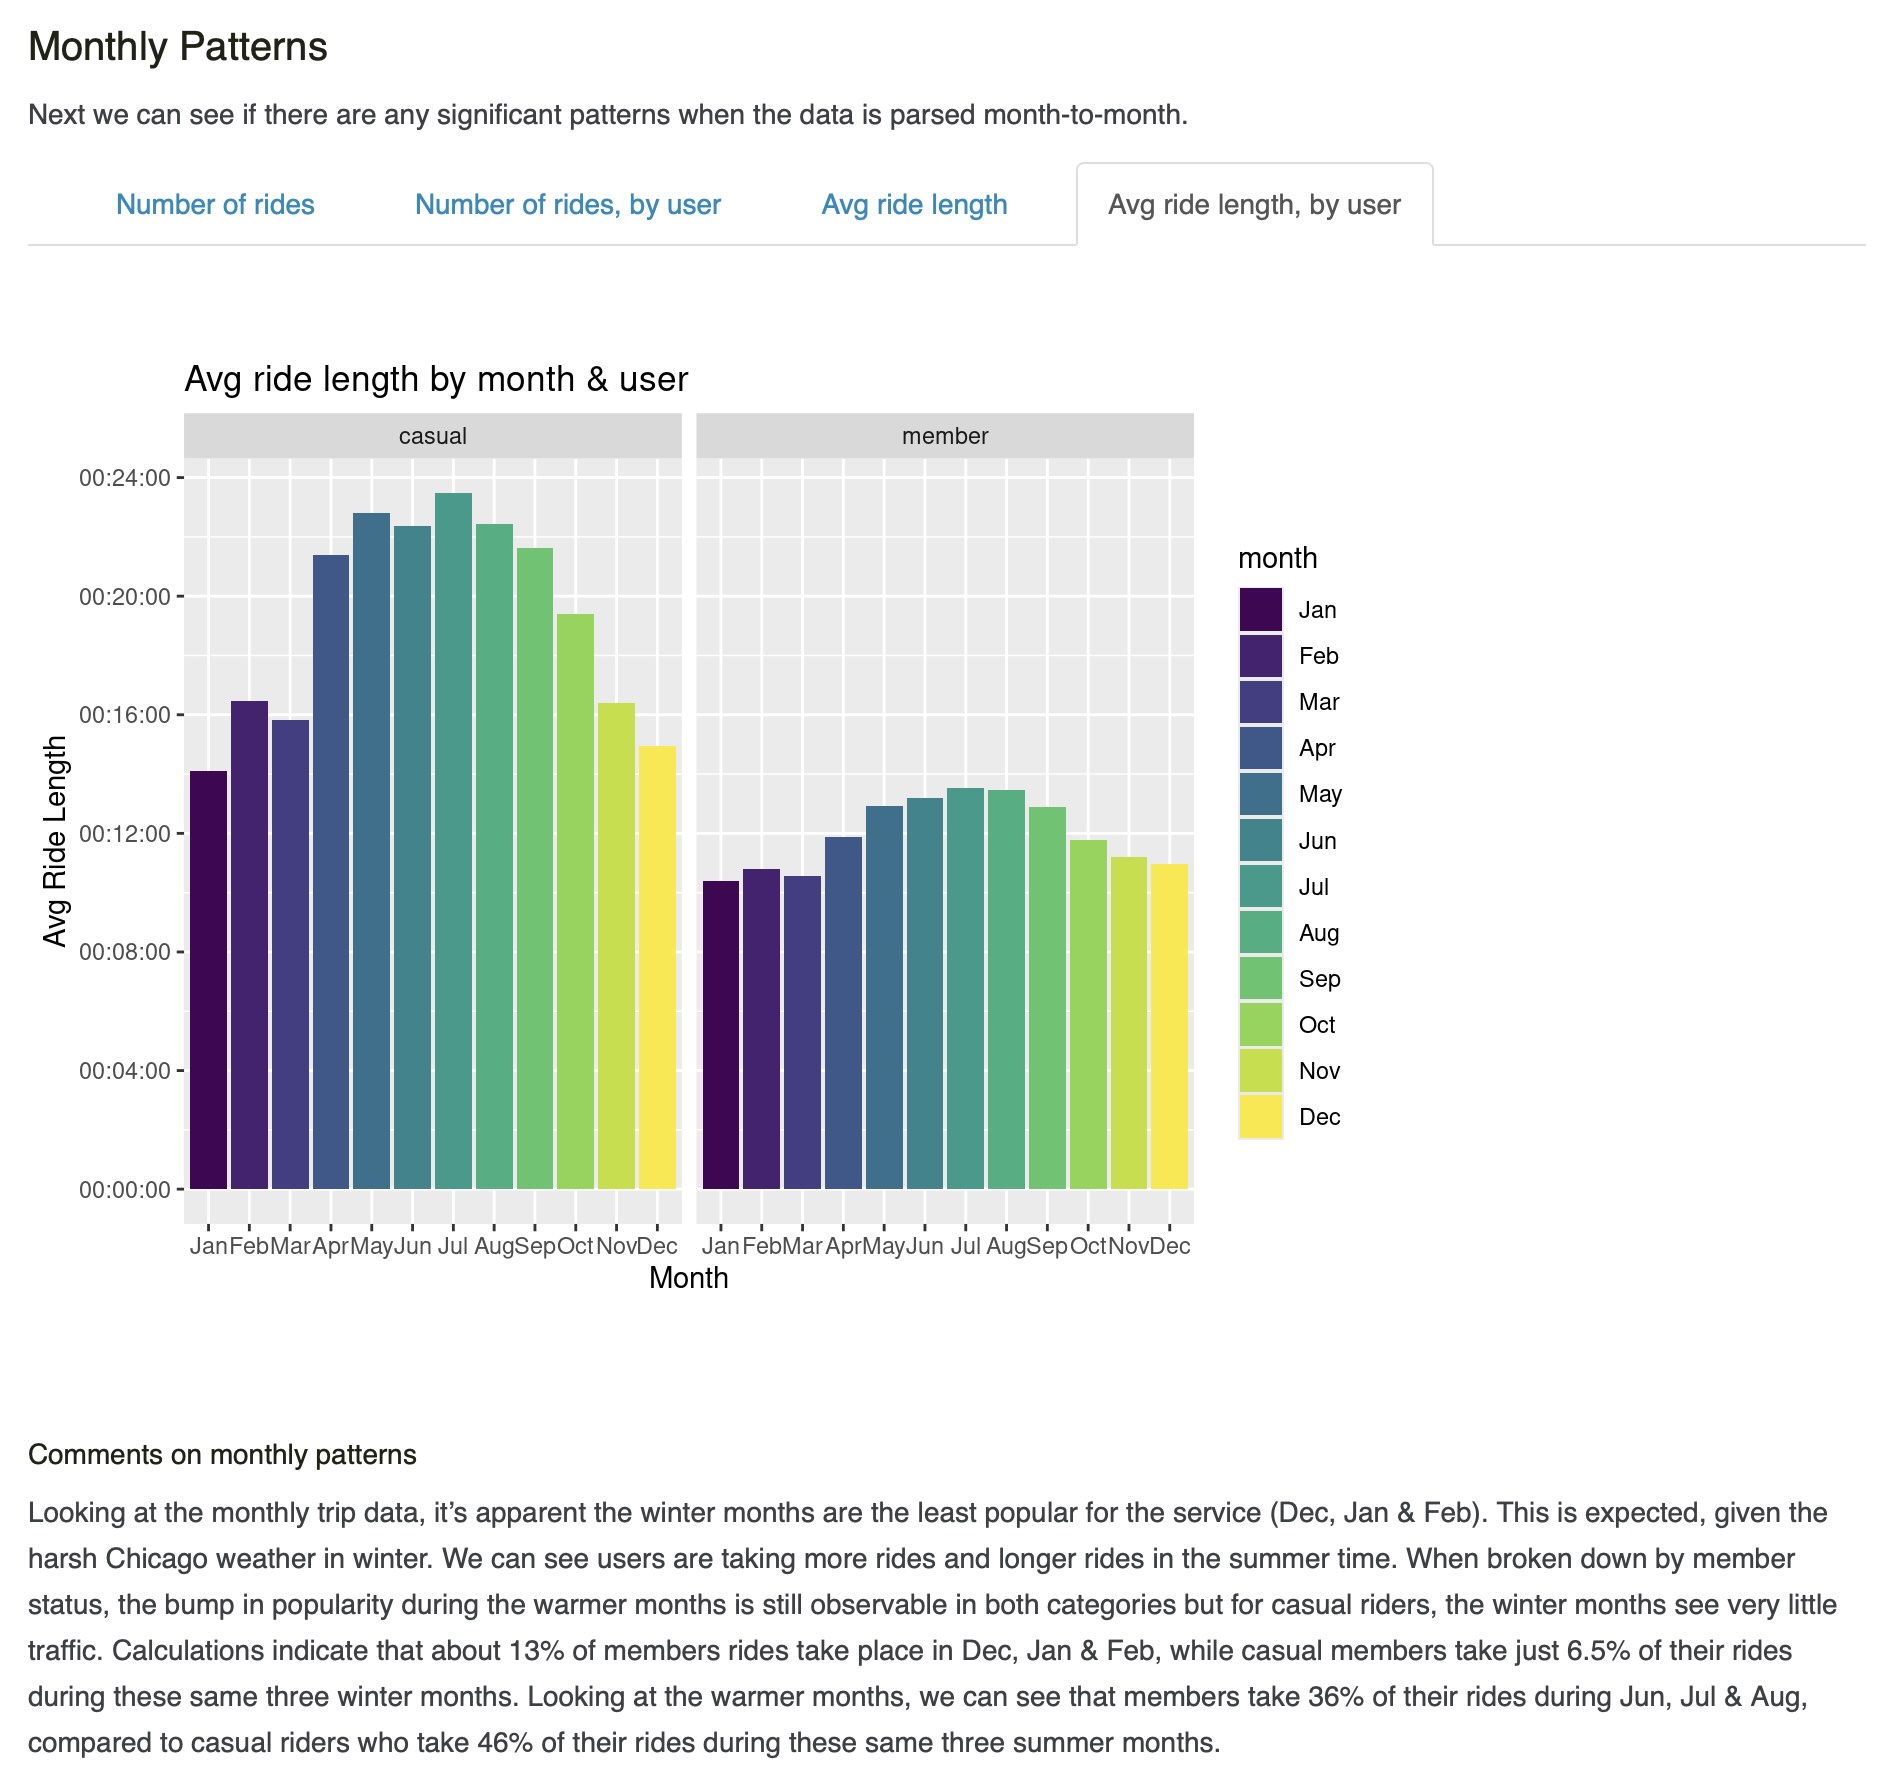 Monthly Patterns
Next we can see if there are any significant patterns when the data is parsed month-to-month.
Number of rides
Number of rides, by user
Avg ride length
Avg ride length, by user
Avg ride length by month & user
casual
member
00:24:00
00:20:00
00:16:00
00:12:00
00:08:00
00:04:00
00:00:00
Avg Ride Length
Jan Feb Mar Apr May Jun Jul Aug Sep Oct Nov Dec
Jan Feb Mar Apr May Jun Jul Aug Sep Oct Nov Dec
Month
month
Jan
Feb
Mar
Apr
May
Jun
Jul
Aug
Sep
Oct
Nov
Dec
Comments on monthly patterns
Looking at the monthly trip data, it’s apparent the winter months are the least popular for the service (Dec, Jan & Feb). This is expected, given the
harsh Chicago weather in winter. We can see users are taking more rides and longer rides in the summer time. When broken down by member
status, the bump in popularity during the warmer months is still observable in both categories but for casual riders, the winter months see very little
traffic. Calculations indicate that about 13% of members rides take place in Dec, Jan & Feb, while casual members take just 6.5% of their rides
during these same three winter months. Looking at the warmer months, we can see that members take 36% of their rides during Jun, Jul & Aug,
compared to casual riders who take 46% of their rides during these same three summer months.